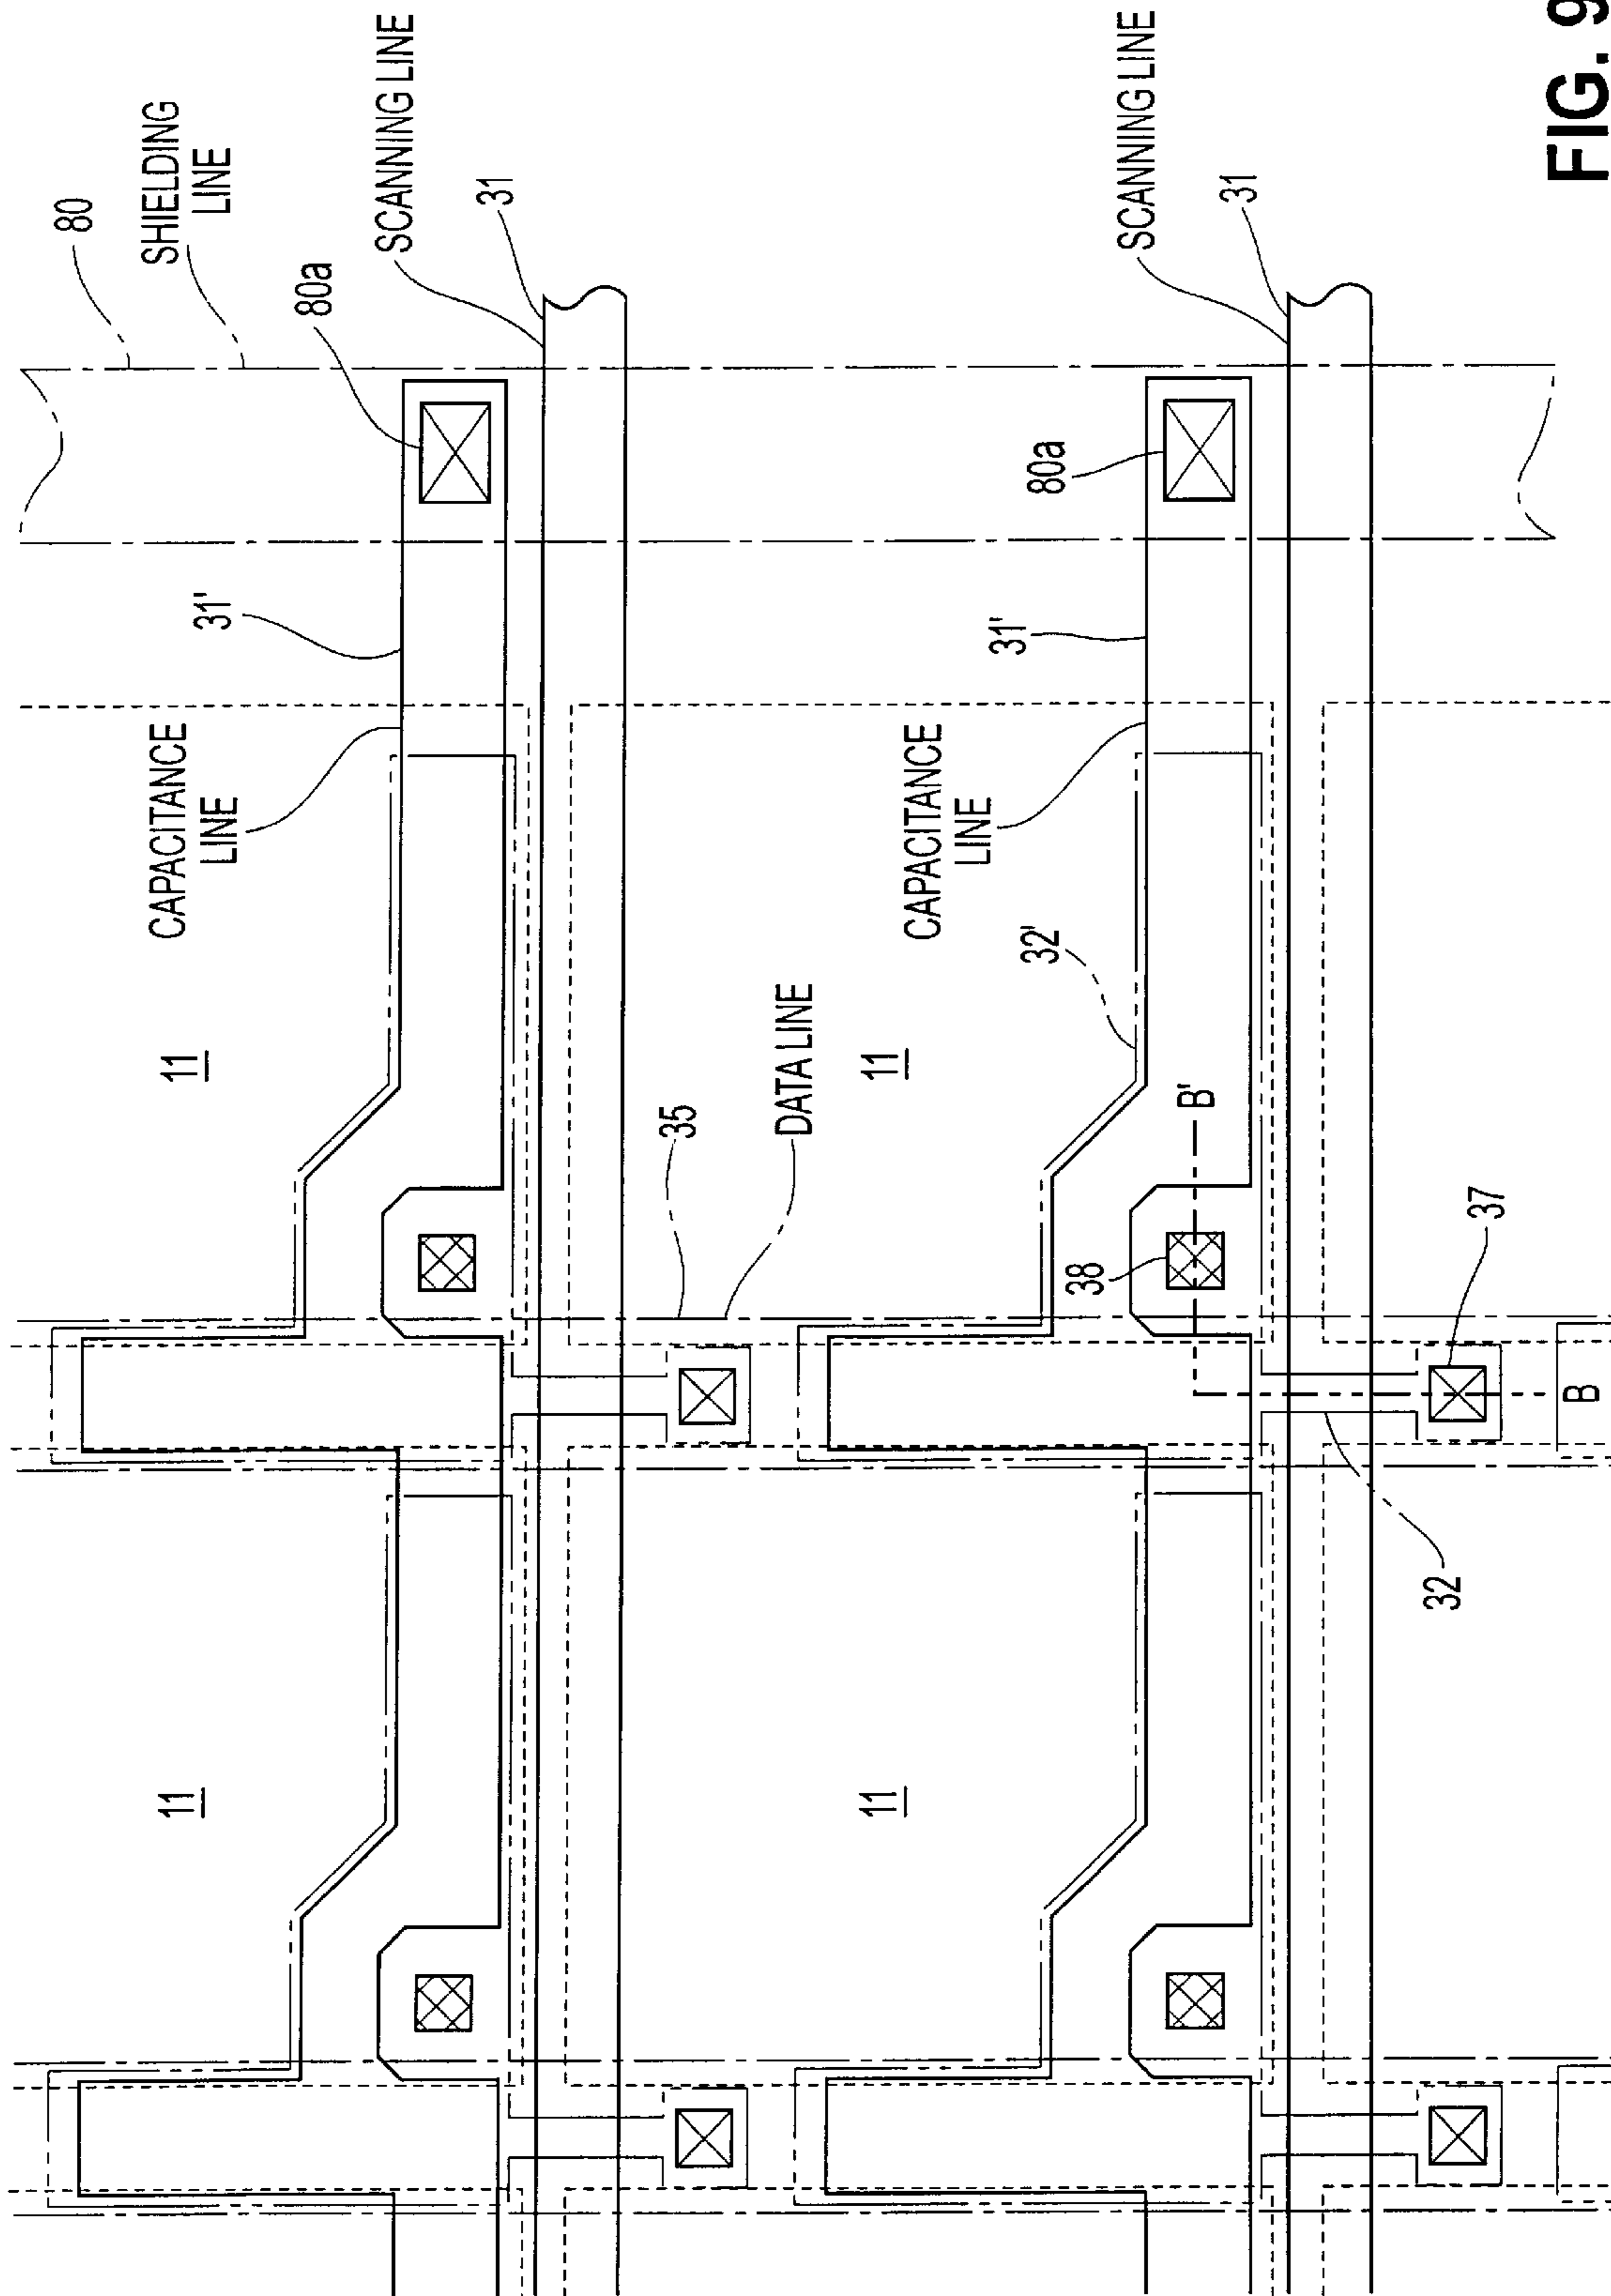 80
SHIELDING
LINE
80a
SCANNING LINE
31
31'
CAPACITANCE
LINE
11
35
DATA LINE
11
80a
SCANNING LINE
31
31'
CAPACITANCE
LINE
32'
11
B'
38
37
B
32
11
FIG. 9